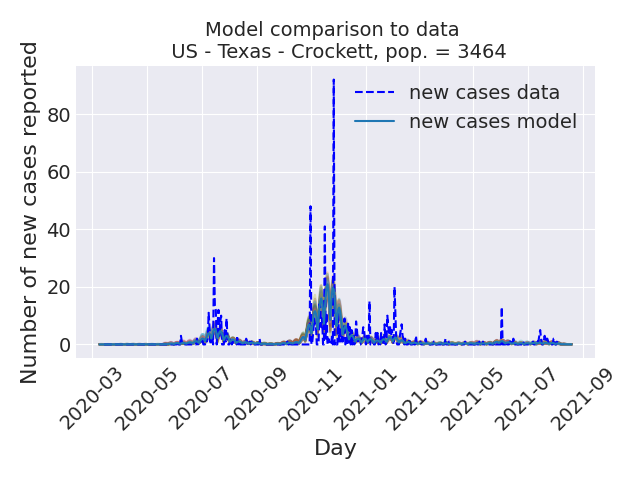 Model comparison to data
US - Texas - Crockett, pop. = 3464
Number of new cases reported
80
60
40
20
0
new cases data
new cases model
2020-03
2020-05
2020-07
2020-09
2020-11
2021-01
2021-03
2021-05
2021-07
2021-09
Day